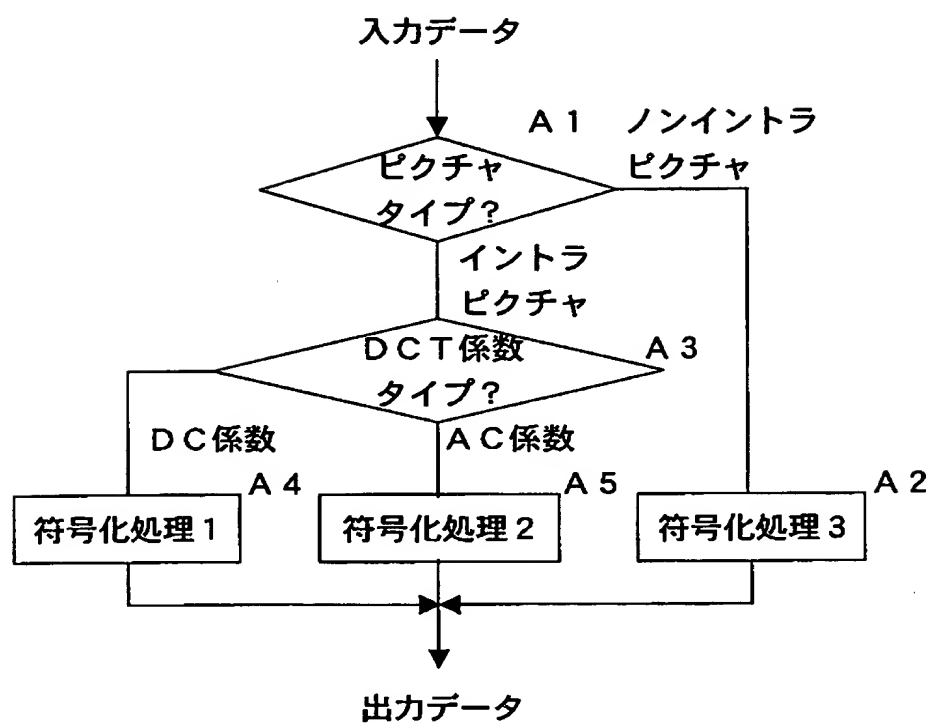 入力データ
A1
ノンイントラ
ピクチャ
ピクチャ
タイプ?
イントラ
ピクチャ
DCT係数
タイプ?
A3
DC係数
AC係数
A4
A5
A2
符号化処理1
符号化処理2
符号化処理3
出力データ